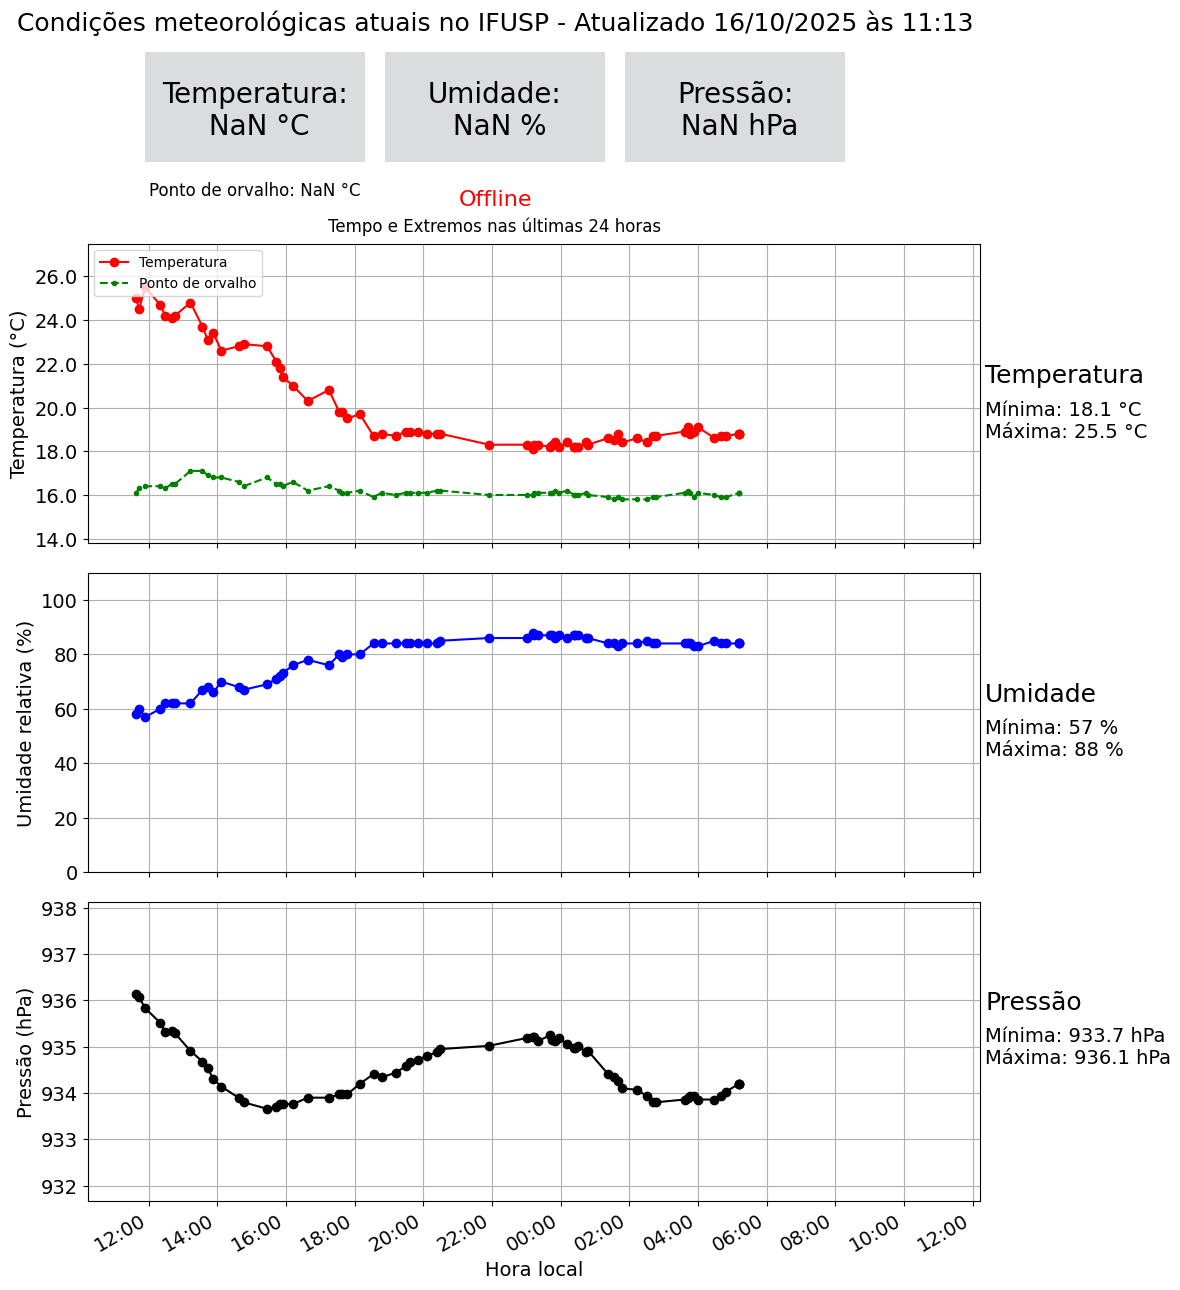 Condições meteorológicas atuais no IFUSP - Atualizado 16/10/2025 às 11:13
Temperatura:
NaN °C
Umidade:
NaN %
Pressão:
NaN hPa
Ponto de orvalho: NaN °C
Offline
Tempo e Extremos nas últimas 24 horas
Temperatura
Ponto de orvalho
Temperatura (°C)
26.0
24.0
22.0
20.0
18.0
16.0
14.0
Temperatura
Mínima: 18.1 °C
Máxima: 25.5 °C
Umidade relativa (%)
100
80
60
40
20
0
Umidade
Mínima: 57 %
Máxima: 88 %
Pressão (hPa)
938
937
936
935
934
933
932
Pressão
Mínima: 933.7 hPa
Máxima: 936.1 hPa
12:00 14:00 16:00 18:00 20:00 22:00 00:00 02:00 04:00 06:00 08:00 10:00 12:00
Hora local